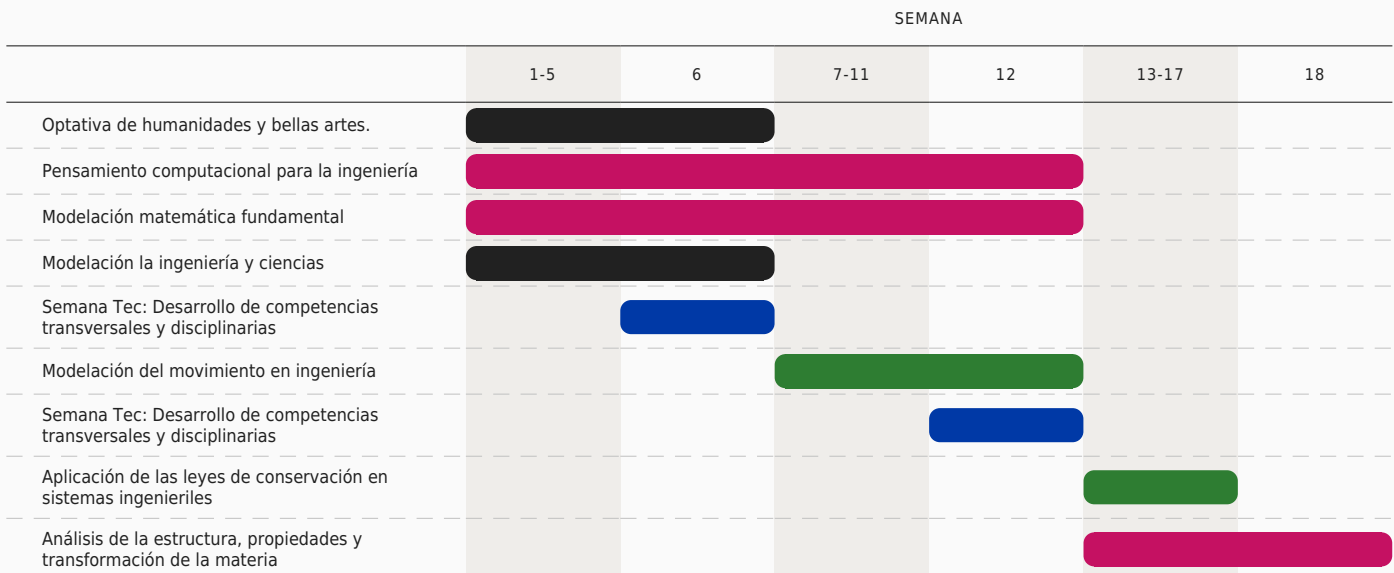 SEMANA
1-5 6 7-11 12 13-17 18
Optativa de humanidades y bellas artes.
Pensamiento computacional para la ingeniería
Modelación matemática fundamental
Modelación la ingeniería y ciencias
Semana Tec: Desarrollo de competencias
transversales y disciplinarias
Modelación del movimiento en ingeniería
Semana Tec: Desarrollo de competencias
transversales y disciplinarias
Aplicación de las leyes de conservación en
sistemas ingenieriles
Análisis de la estructura, propiedades y
transformación de la materia